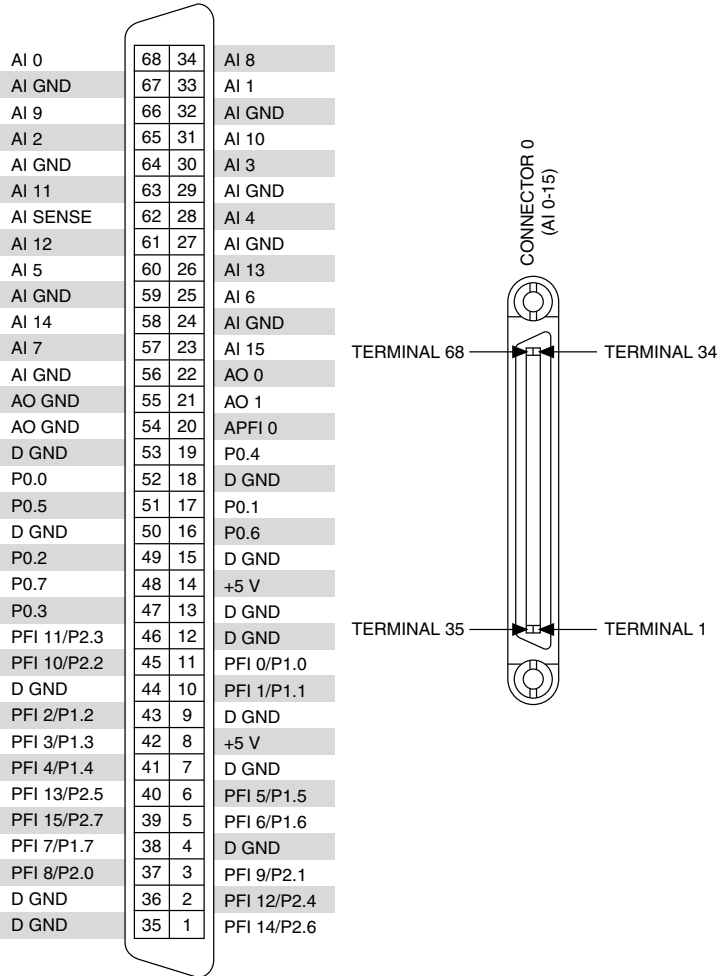 AI 0 68 34 AI 8
AI GND 67 33 AI 1
AI 9 66 32 AI GND
AI 2 65 31 AI 10
AI GND 64 30 AI 3
AI 11 63 29 AI GND
AI SENSE 62 28 AI 4
AI 12 61 27 AI GND
AI 5 60 26 AI 13
AI GND 59 25 AI 6
AI 14 58 24 AI GND
AI 7 57 23 AI 15
AI GND 56 22 AO 0
AO GND 55 21 AO 1
AO GND 54 20 APFI 0
D GND 53 19 P0.4
P0.0 52 18 D GND
P0.5 51 17 P0.1
D GND 50 16 P0.6
P0.2 49 15 D GND
P0.7 48 14 +5 V
P0.3 47 13 D GND
PFI 11/P2.3 46 12 D GND
PFI 10/P2.2 45 11 PFI 0/P1.0
D GND 44 10 PFI 1/P1.1
PFI 2/P1.2 43 9 D GND
PFI 3/P1.3 42 8 +5 V
PFI 4/P1.4 41 7 D GND
PFI 13/P2.5 40 6 PFI 5/P1.5
PFI 15/P2.7 39 5 PFI 6/P1.6
PFI 7/P1.7 38 4 D GND
PFI 8/P2.0 37 3 PFI 9/P2.1
D GND 36 2 PFI 12/P2.4
D GND 35 1 PFI 14/P2.6
CONNECTOR 0
(AI 0-15)
TERMINAL 68
TERMINAL 34
TERMINAL 35
TERMINAL 1